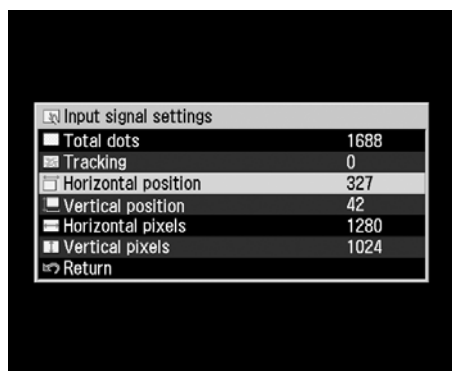 Input signal settings
Total dots 1688
Tracking 0
Horizontal position 327
Vertical position 42
Horizontal pixels 1280
Vertical pixels 1024
Return